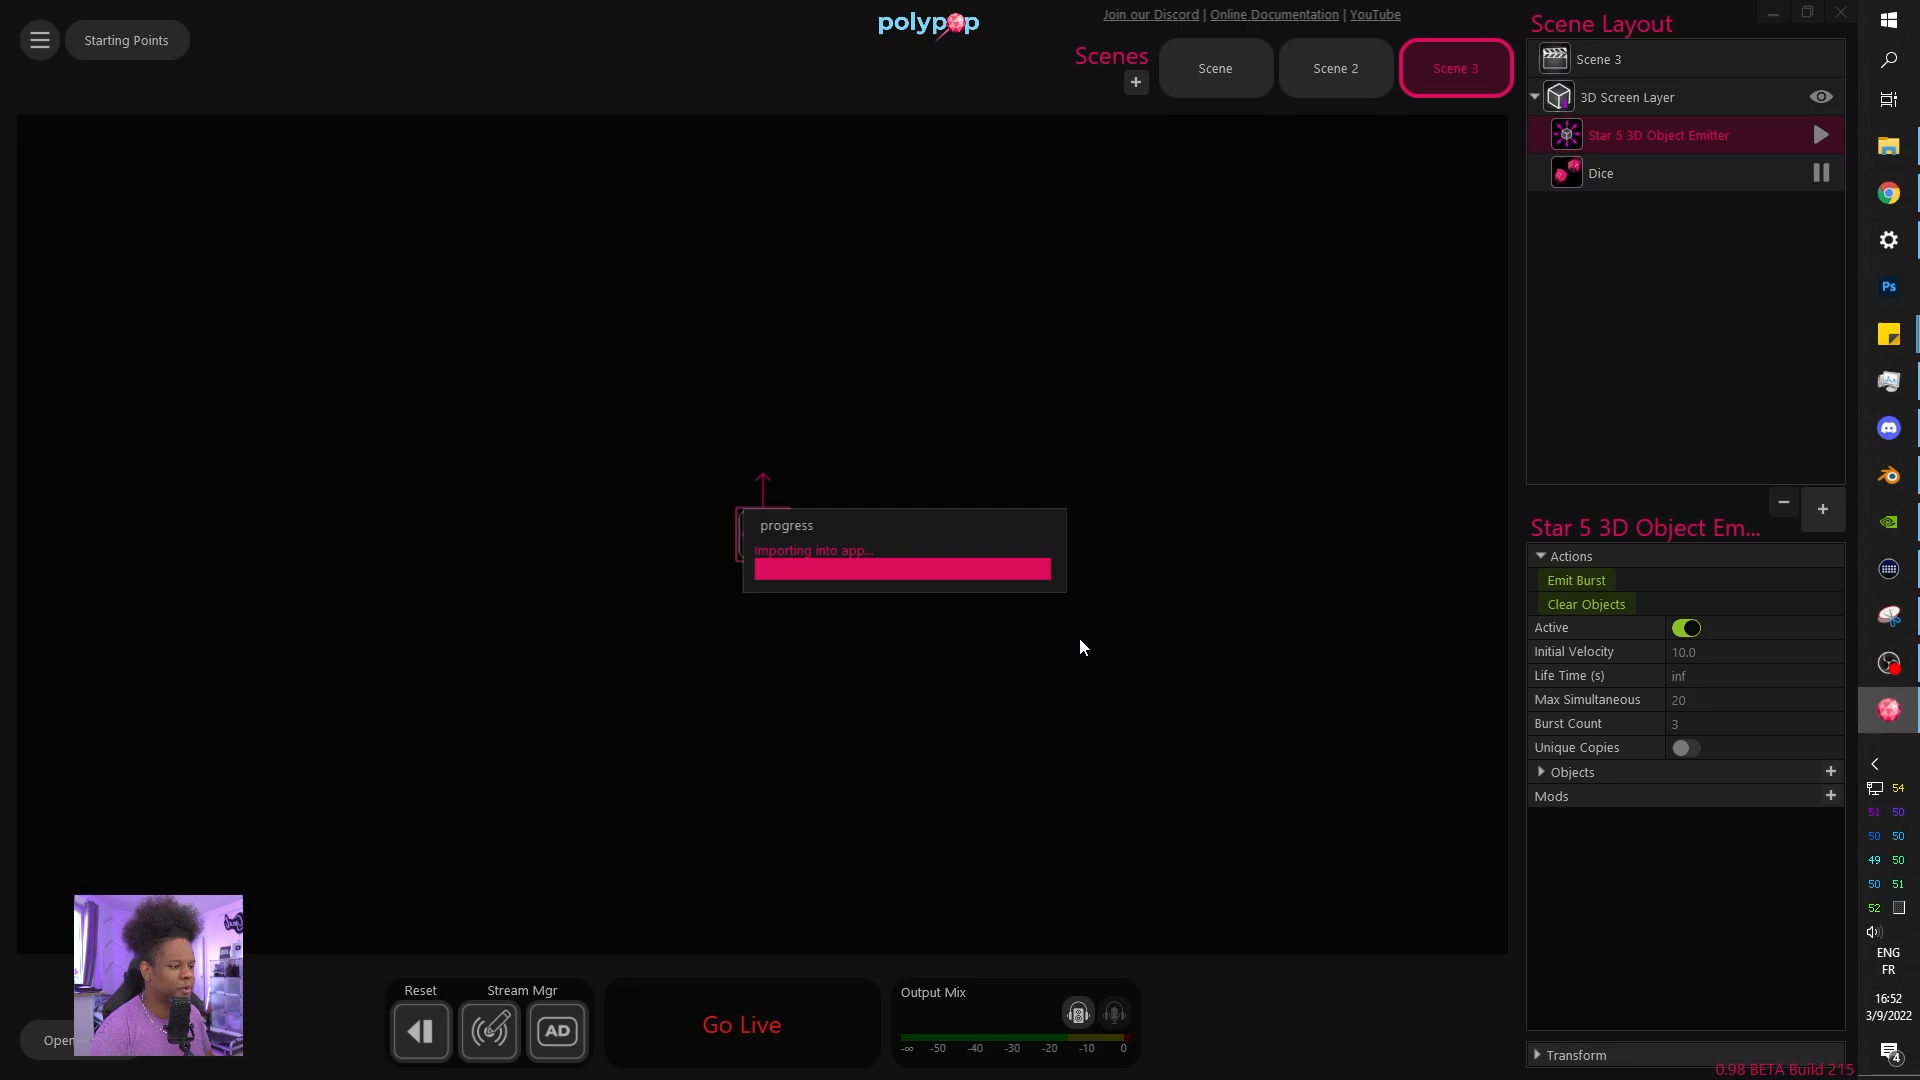 Starting Points
polypop
Join our Discord | Online Documentation | YouTube
Scenes
+
Scene
Scene 2
Scene 3
Scene Layout
Scene 3
3D Screen Layer
Star 5 3D Object Emitter
Dice
progress
Importing into app...
Star 5 3D Object Em...
Actions
Emit Burst
Clear Objects
Active
Initial Velocity 10.0
Life Time (s) inf
Max Simultaneous 20
Burst Count 3
Unique Copies
Objects +
Mods +
Transform
0.98 BETA Build 215
Open
Reset
Stream Mgr
AD
Go Live
Output Mix
-∞ -50 -40 -30 -20 -10 0
Ps
54
51 50
50 50
49 50
50 51
52
ENG
FR
16:52
3/9/2022
4